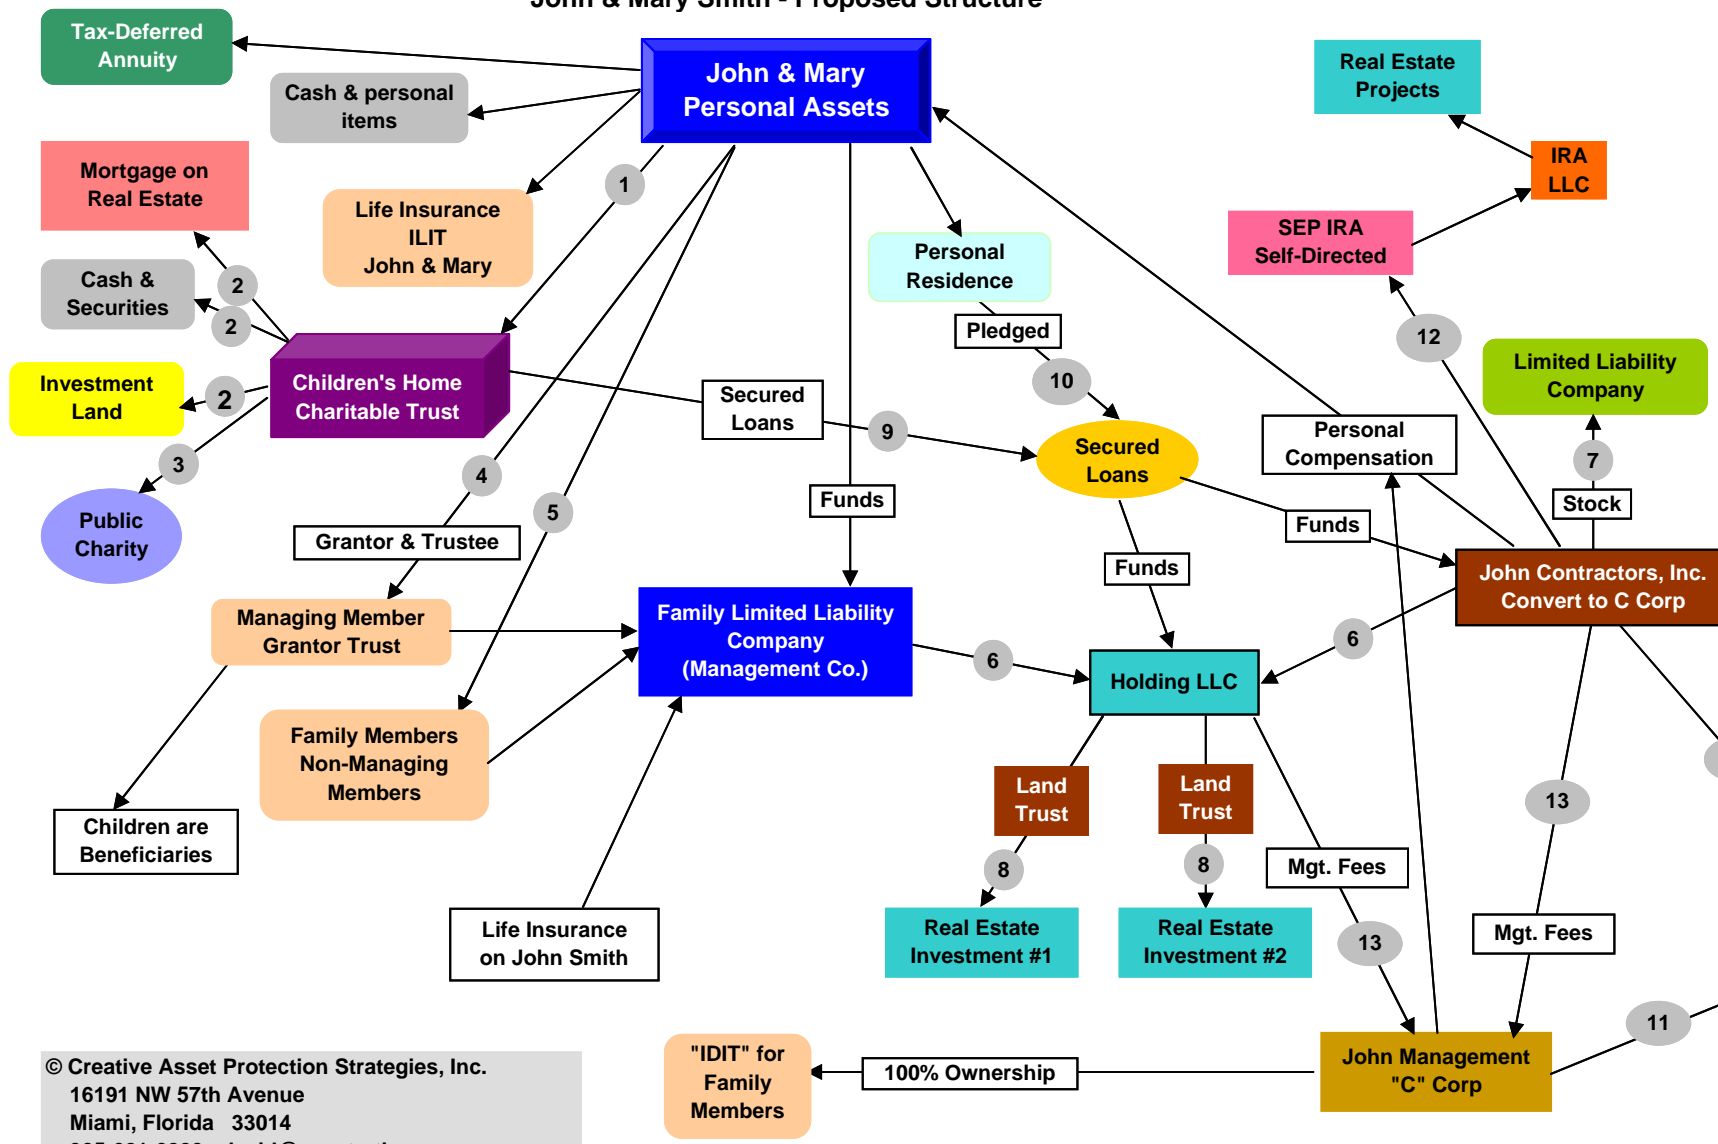 John & Mary Smith - Proposed Structure
Tax-Deferred
Annuity
John & Mary
Personal Assets
Real Estate
Projects
Cash & personal
items
IRA
LLC
Mortgage on
Real Estate
1
Life Insurance
ILIT
John & Mary
SEP IRA
Self-Directed
Personal
Residence
Cash &
Securities
2
2
Pledged
12
Limited Liability
Company
Investment
Land
2
Children's Home
Charitable Trust
10
Secured
Loans
9
Secured
Loans
Personal
Compensation
7
3
4
Stock
Funds
5
Funds
Public
Charity
Grantor & Trustee
Funds
John Contractors, Inc.
Convert to C Corp
Managing Member
Grantor Trust
Family Limited Liability
Company
(Management Co.)
6
6
Holding LLC
Family Members
Non-Managing
Members
Land
Trust
Land
Trust
13
Children are
Beneficiaries
8
8
Mgt. Fees
Life Insurance
on John Smith
Real Estate
Investment #1
Real Estate
Investment #2
13
Mgt. Fees
11
"IDIT" for
Family
Members
100% Ownership
John Management
"C" Corp
© Creative Asset Protection Strategies, Inc.
16191 NW 57th Avenue
Miami, Florida 33014